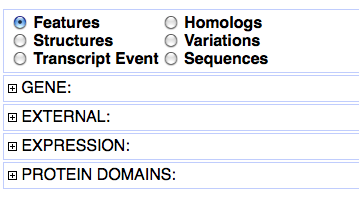 Features Homologs
Structures Variations
Transcript Event Sequences
GENE:
EXTERNAL:
EXPRESSION:
PROTEIN DOMAINS: